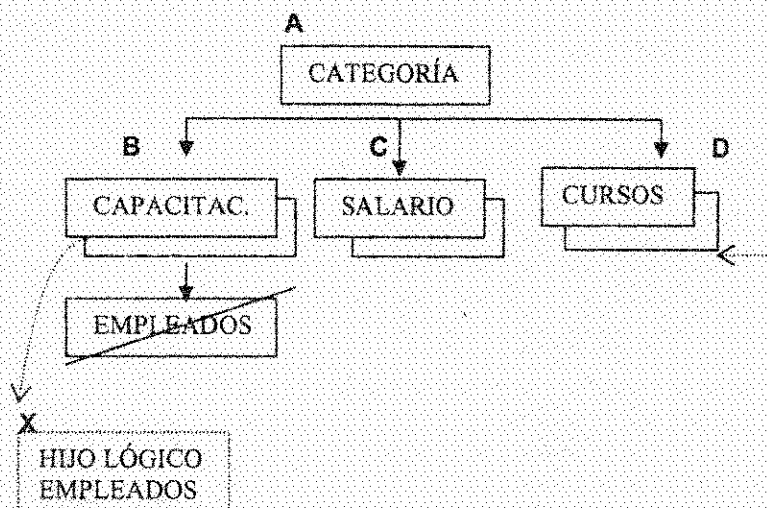 A
CATEGORÍA
B
C
D
CAPACITAC.
SALARIO
CURSOS
EMPLEADOS
X
HIJO LÓGICO
EMPLEADOS